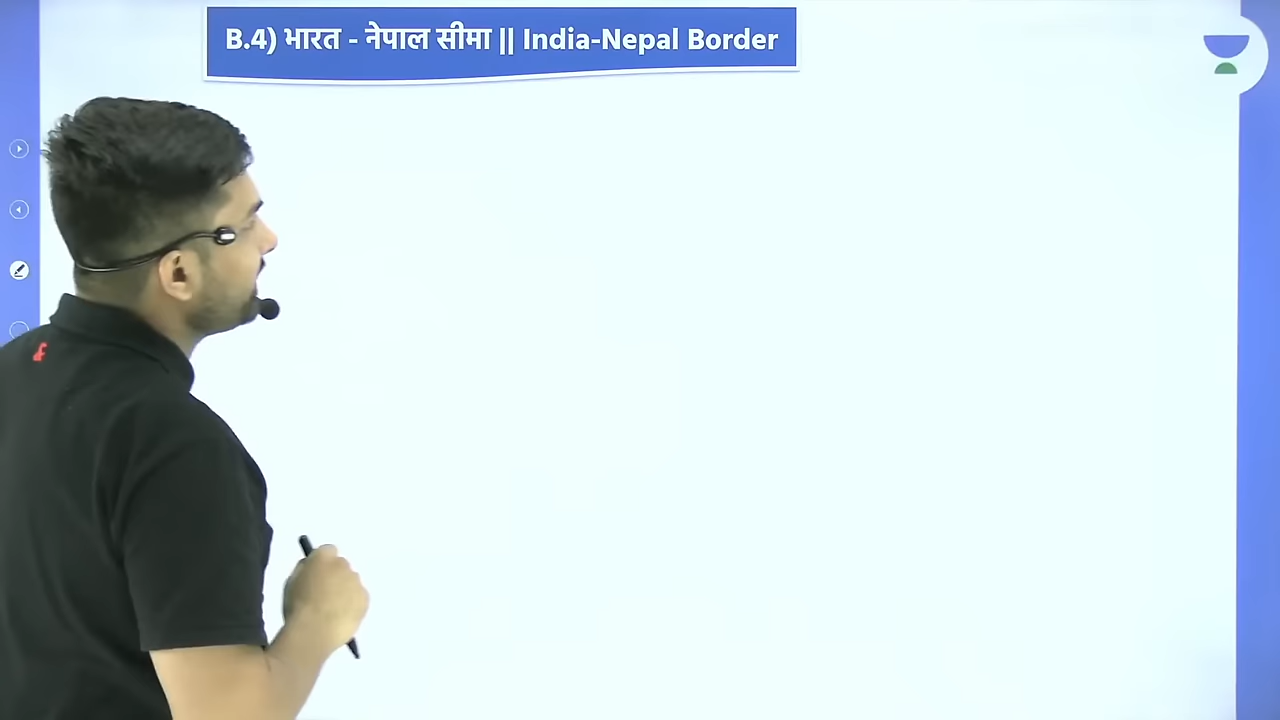 B.4) भारत - नेपाल सीमा || India-Nepal Border